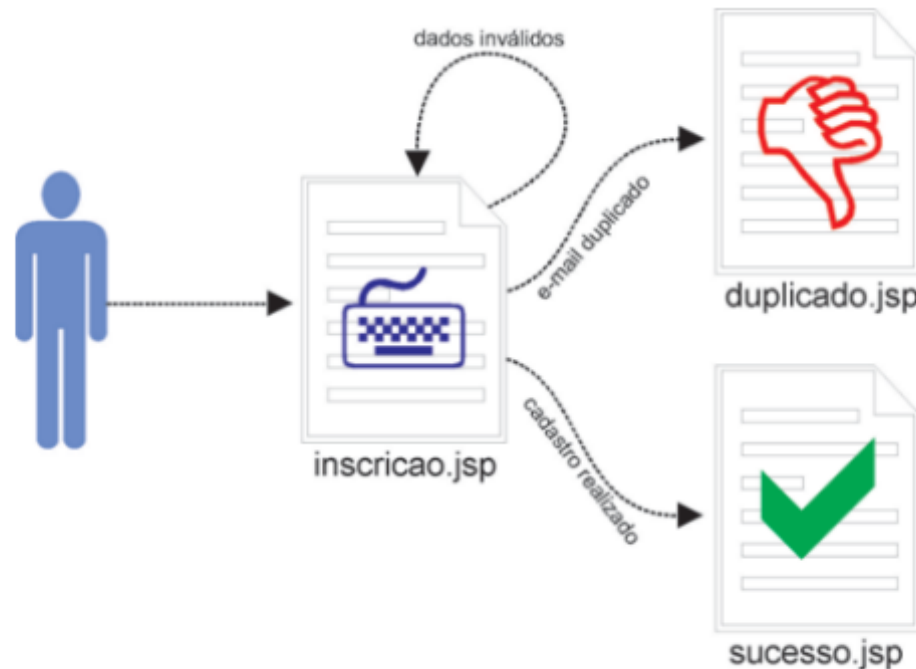 dados inválidos
e-mail duplicado
duplicado.jsp
inscricao.jsp
cadastro realizado
sucesso.jsp